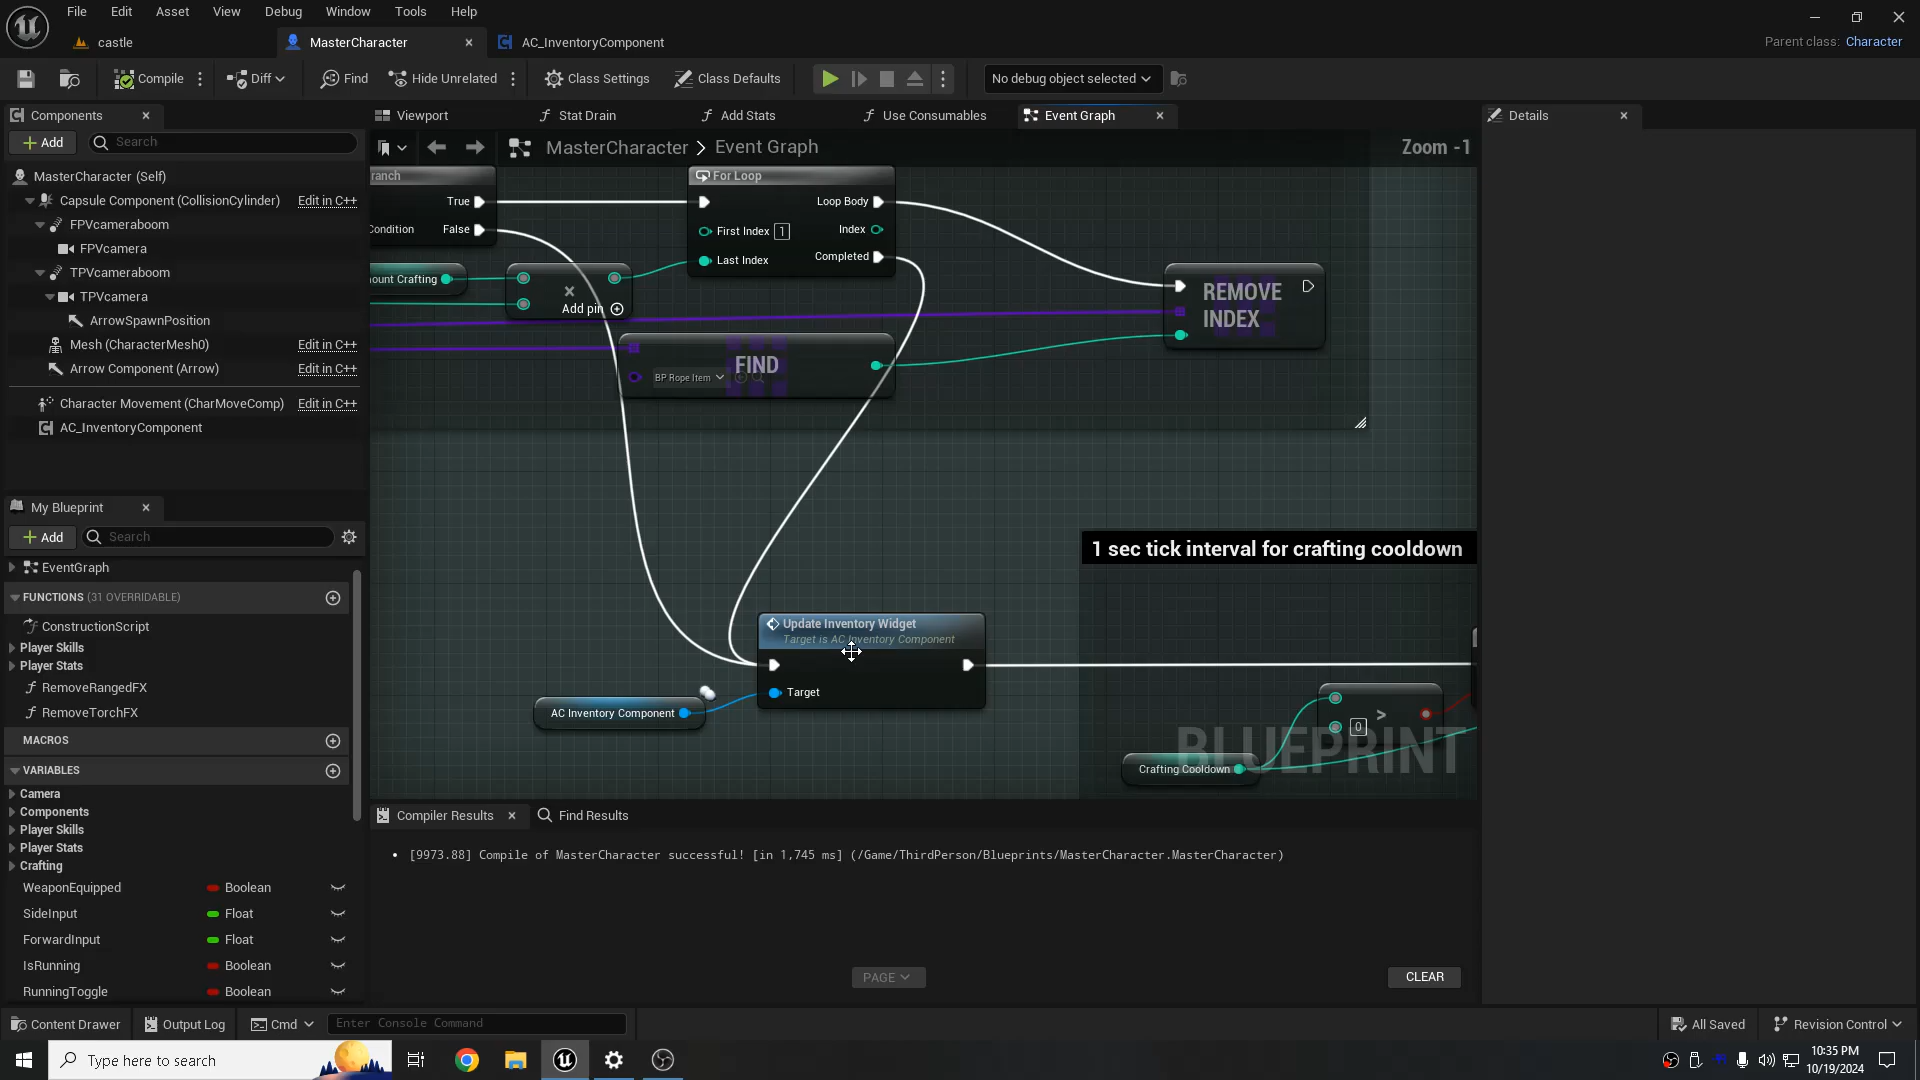 File Edit Asset View Debug Window Tools Help
castle MasterCharacter AC_InventoryComponent Parent class: Character
Compile Diff Find Hide Unrelated Class Settings Class Defaults No debug object selected
Components Viewport Stat Drain Add Stats Use Consumables Event Graph Details
Add Search MasterCharacter > Event Graph Zoom -1
MasterCharacter (Self)
Capsule Component (CollisionCylinder) Edit in C++
FPVcameraboom
FPVcamera
TPVcameraboom
TPVcamera
ArrowSpawnPosition
Mesh (CharacterMesh0) Edit in C++
Arrow Component (Arrow) Edit in C++
Character Movement (CharMoveComp) Edit in C++
AC_InventoryComponent
ranch
True
Condition False
For Loop
Loop Body
First Index 1 Index
Last Index Completed
ount Crafting
Add pin
REMOVE
INDEX
FIND
BP Rope Item
1 sec tick interval for crafting cooldown
Update Inventory Widget
Target is AC Inventory Component
Target
AC Inventory Component
>
0
Crafting Cooldown
BLUEPRINT
My Blueprint
Add Search
EventGraph
FUNCTIONS (31 OVERRIDABLE)
ConstructionScript
Player Skills
Player Stats
RemoveRangedFX
RemoveTorchFX
MACROS
VARIABLES
Camera
Components
Player Skills
Player Stats
Crafting
WeaponEquipped Boolean
SideInput Float
ForwardInput Float
IsRunning Boolean
RunningToggle Boolean
Compiler Results Find Results
[9973.88] Compile of MasterCharacter successful! [in 1,745 ms] (/Game/ThirdPerson/Blueprints/MasterCharacter.MasterCharacter)
PAGE CLEAR
Content Drawer Output Log Cmd Enter Console Command All Saved Revision Control
Type here to search
10:35 PM
10/19/2024